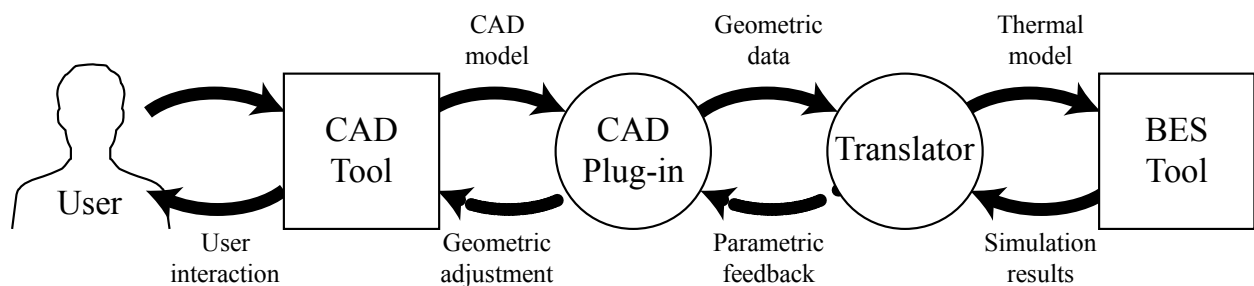 CAD
model
Geometric
data
Thermal
model
User
CAD
Tool
CAD
Plug-in
Translator
BES
Tool
User
interaction
Geometric
adjustment
Parametric
feedback
Simulation
results